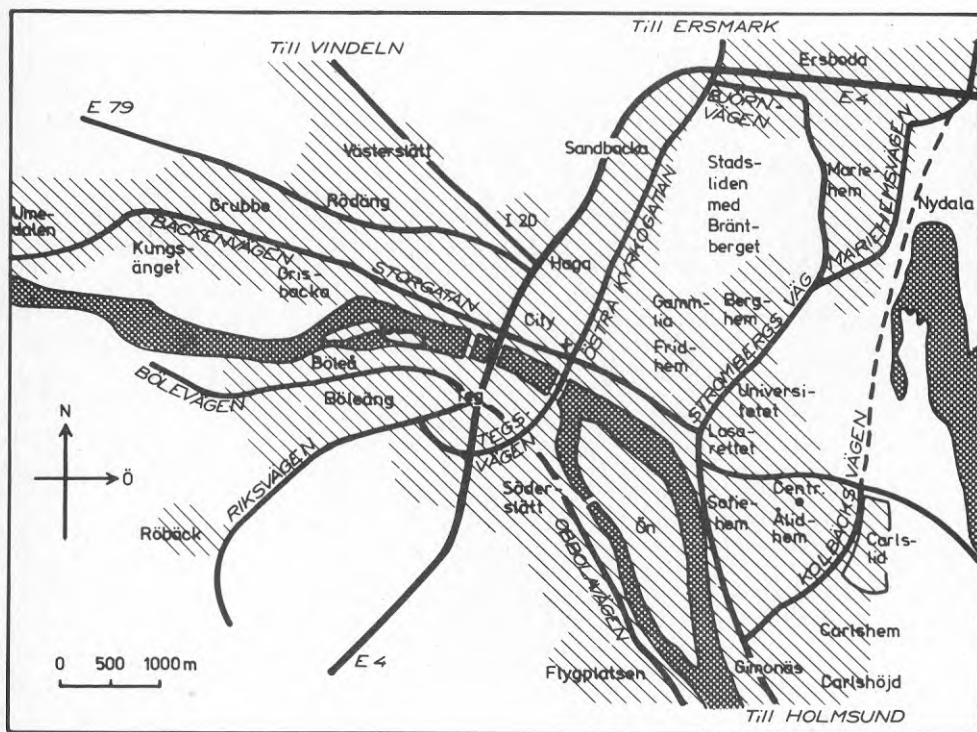 Till VINDELN
Till ERSMARK
E 79
Ersboda
E 4
BJÖRN-
VÄGEN
Västerslätt
Sandbacka
Stads-
liden
med
Bränt-
berget
Marie-
hem
MARIEHEMSVÄGEN
Nydala
Ume-
dalen
Grubbe
Rödäng
I 20
BACKENVÄGEN
Kungs-
änget
Gris-
backa
STORGATAN
Haga
City
ÖSTRA KYRKOGATAN
Gamm-
lia
Berg-
hem
Frid-
hem
STRÖMBERGS VÄG
Böleå
BÖLEVÄGEN
Böleäng
Teg
TEGS-
VÄGEN
Universi-
tetet
Lasa-
rettet
N
Ö
RIKSVÄGEN
Röbäck
Söder-
slätt
OBBOLAVÄGEN
Ön
Sofie-
hem
Centr.
Ålid-
hem
KOLBÄCKSVÄGEN
Carls-
lid
Carlshem
Carlshöjd
0 500 1000 m
E 4
Flygplatsen
Gimonäs
Till HOLMSUND